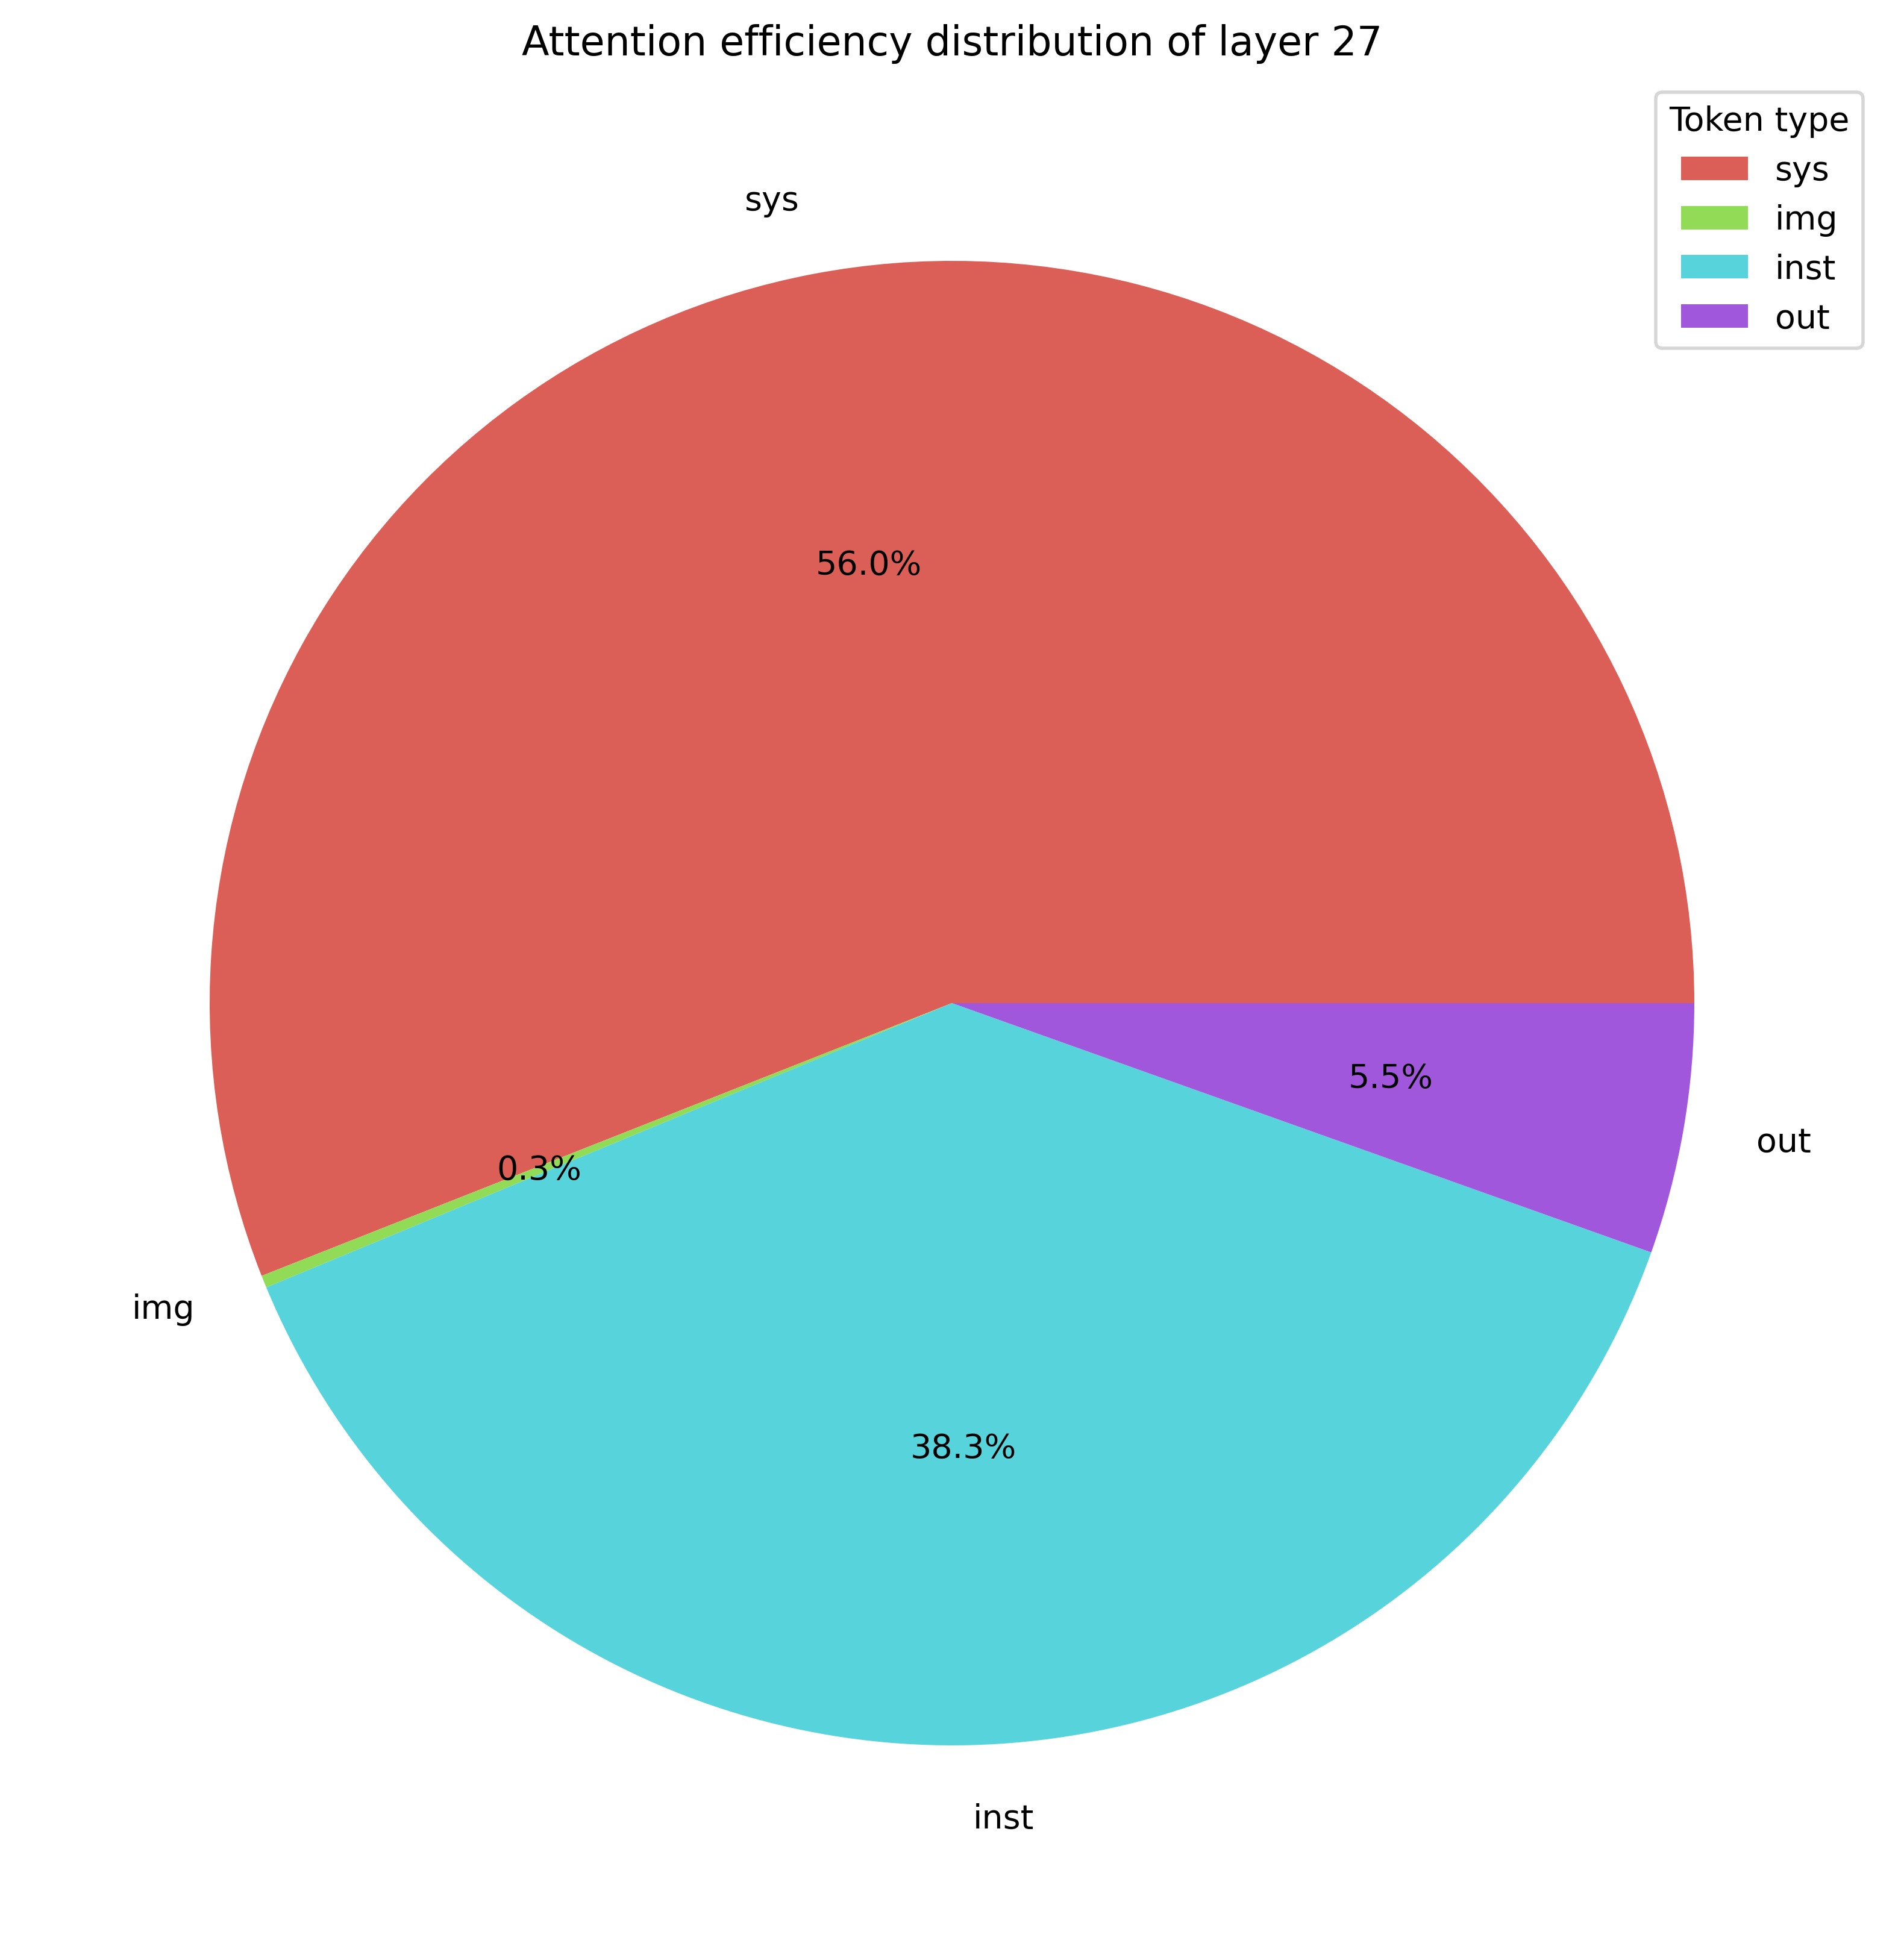 Attention efficiency distribution of layer 27
Token type
sys
img
inst
out
sys
56.0%
5.5%
out
0.3%
img
38.3%
inst